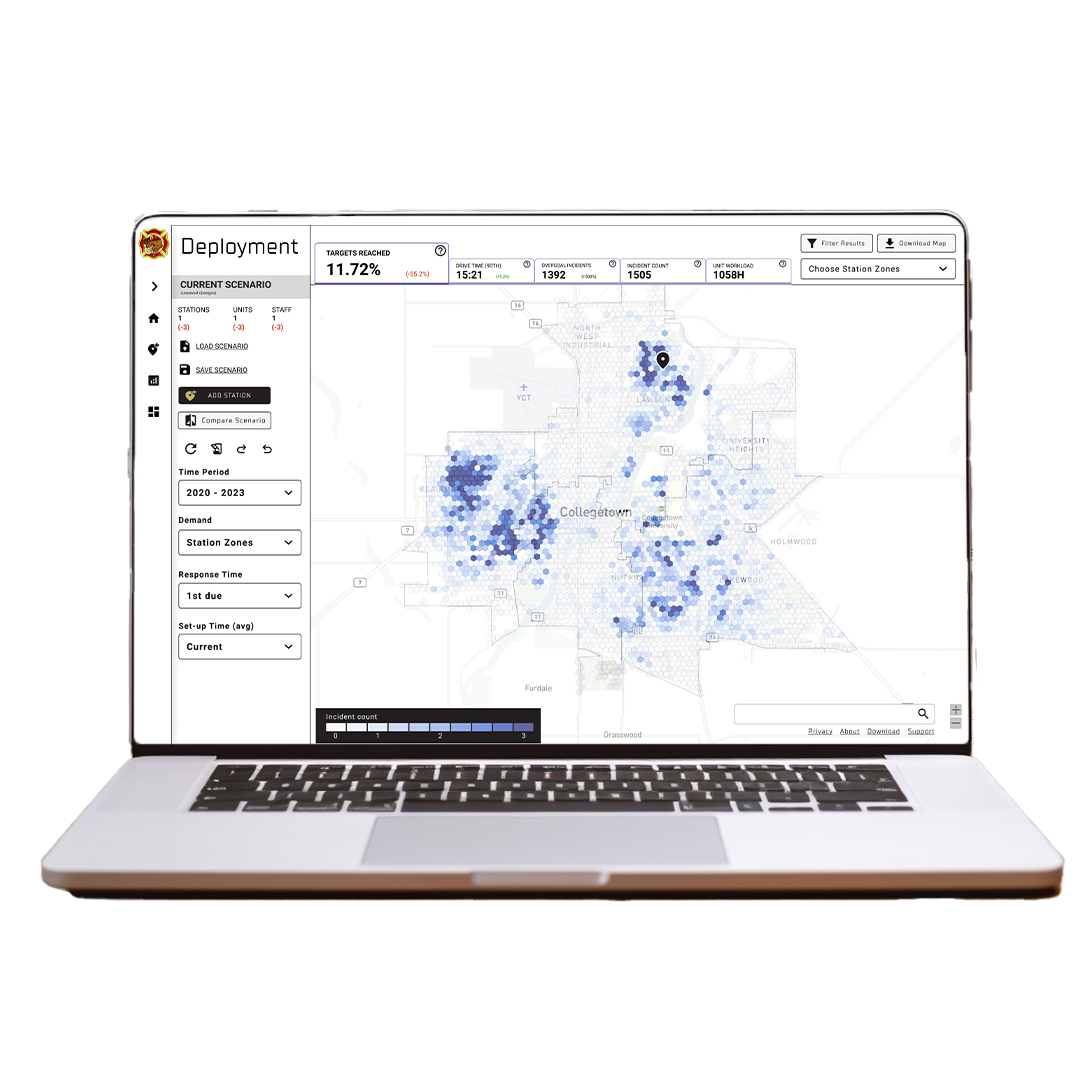 Deployment
CURRENT SCENARIO
(unsaved changes)
STATIONS UNITS STAFF
1 1 1
(-3) (-3) (-3)
LOAD SCENARIO
SAVE SCENARIO
ADD STATION
Compare Scenario
Time Period
2020 - 2023
Demand
Station Zones
Response Time
1st due
Set-up Time (avg)
Current
TARGETS REACHED
11.72% (-55.2%)
DRIVE TIME (90TH)
15:21
OVERGOAL INCIDENTS
1392 (+100%)
INCIDENT COUNT
1505
UNIT WORKLOAD
1058H
Filter Results
Download Map
Choose Station Zones
16
16
NORTH
WEST
INDUSTRIAL
YCT
LAWSON
11
UNIVERSITY
HEIGHTS
Collegetown
Collegetown
University
7
5
HOLMWOOD
7
11
11
Furdale
Grasswood
Incident count
0 1 2 3
Privacy About Download Support